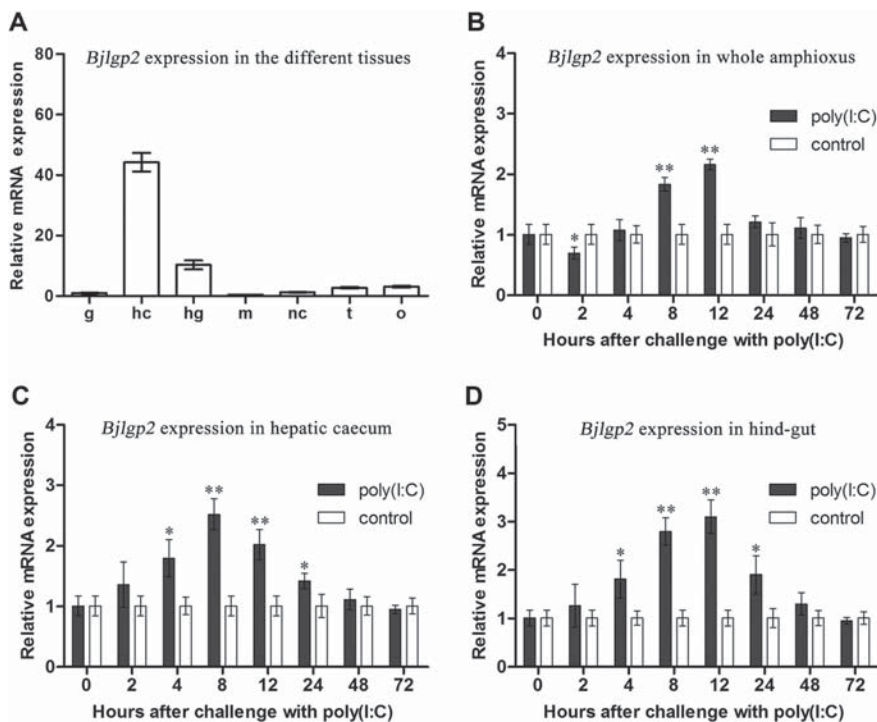 A
Bjlgp2 expression in the different tissues
Relative mRNA expression
80
60
40
20
0
g hc hg m nc t o
B
Bjlgp2 expression in whole amphioxus
Relative mRNA expression
4
3
2
1
0
poly(I:C)
control
* ** **
0 2 4 8 12 24 48 72
Hours after challenge with poly(I:C)
C
Bjlgp2 expression in hepatic caecum
Relative mRNA expression
4
3
2
1
0
poly(I:C)
control
* ** ** *
0 2 4 8 12 24 48 72
Hours after challenge with poly(I:C)
D
Bjlgp2 expression in hind-gut
Relative mRNA expression
5
4
3
2
1
0
poly(I:C)
control
* ** ** *
0 2 4 8 12 24 48 72
Hours after challenge with poly(I:C)